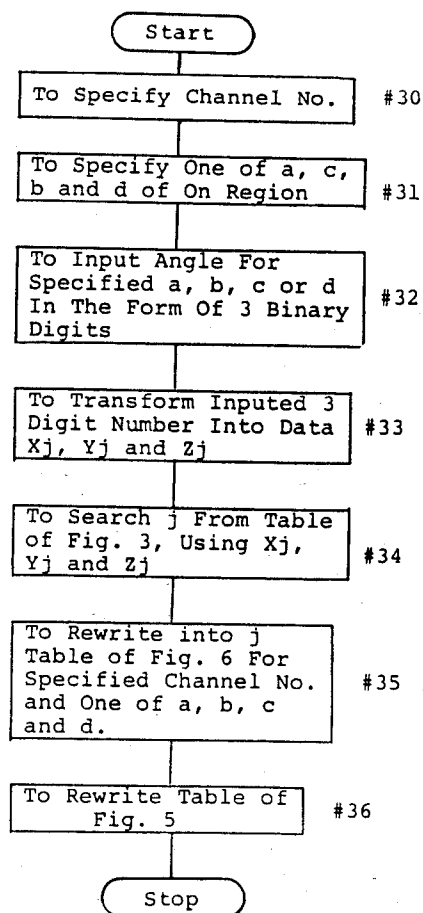 Start
To Specify Channel No. #30
To Specify One of a, c,
b and d of On Region #31
To Input Angle For
Specified a, b, c or d
In The Form Of 3 Binary
Digits
#32
To Transform Inputed 3
Digit Number Into Data
Xj, Yj and Zj
#33
To Search j From Table
of Fig. 3, Using Xj,
Yj and Zj
#34
To Rewrite into j
Table of Fig. 6 For
Specified Channel No.
and One of a, b, c
and d.
#35
To Rewrite Table of
Fig. 5
#36
Stop